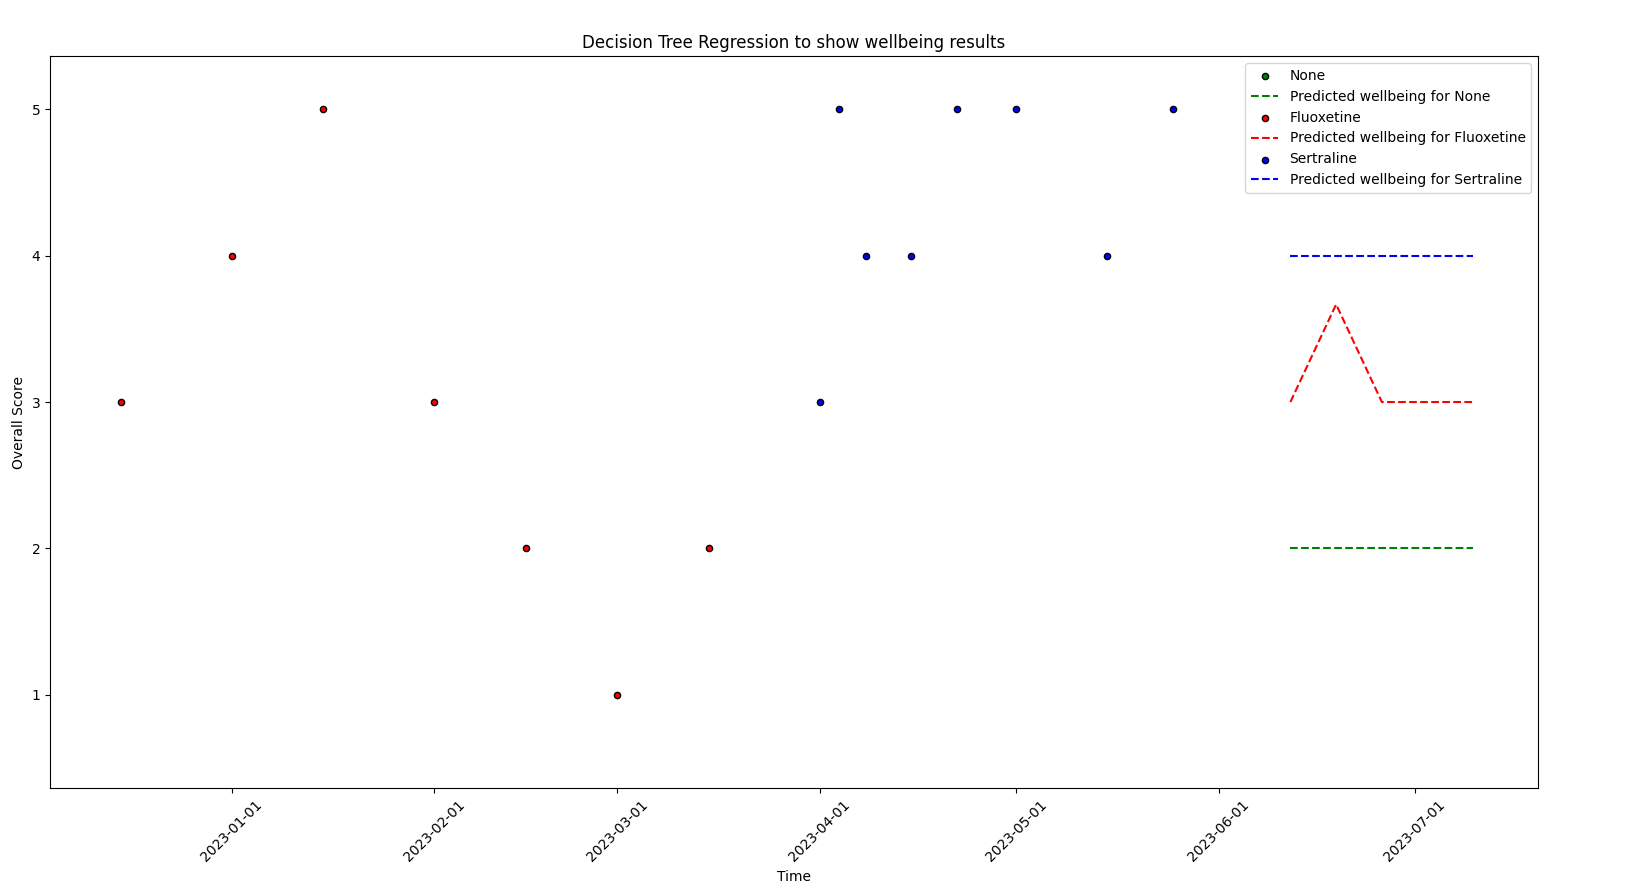 Decision Tree Regression to show wellbeing results
None
Predicted wellbeing for None
Fluoxetine
Predicted wellbeing for Fluoxetine
Sertraline
Predicted wellbeing for Sertraline
Overall Score
5
4
3
2
1
2023-01-01
2023-02-01
2023-03-01
2023-04-01
2023-05-01
2023-06-01
2023-07-01
Time